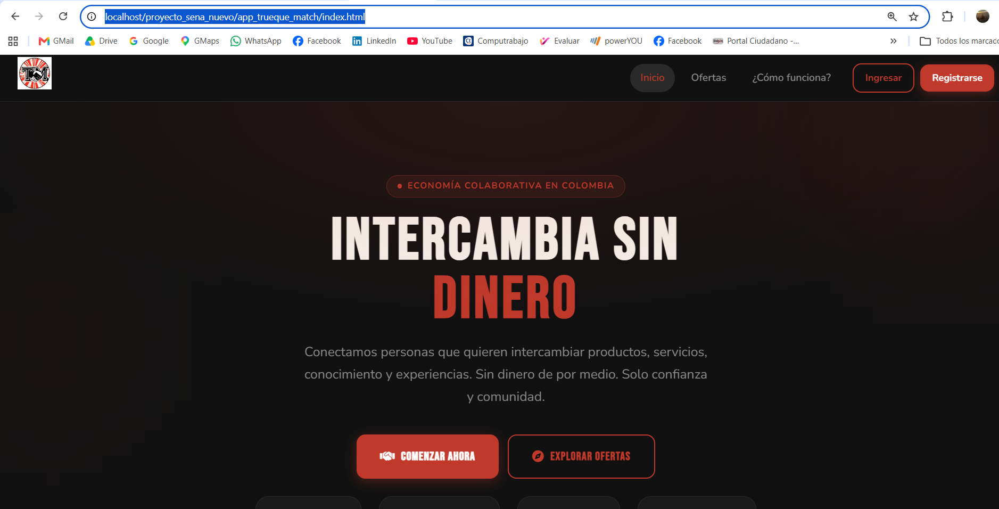 localhost/proyecto_sena_nuevo/app_trueque_match/index.html
GMail Drive Google GMaps WhatsApp Facebook LinkedIn YouTube Computrabajo Evaluar powerYOU Facebook Portal Ciudadano -... Todos los marcado
TM
Inicio Ofertas ¿Cómo funciona? Ingresar Registrarse
ECONOMÍA COLABORATIVA EN COLOMBIA
INTERCAMBIA SIN
DINERO
Conectamos personas que quieren intercambiar productos, servicios,
conocimiento y experiencias. Sin dinero de por medio. Solo confianza
y comunidad.
COMENZAR AHORA EXPLORAR OFERTAS